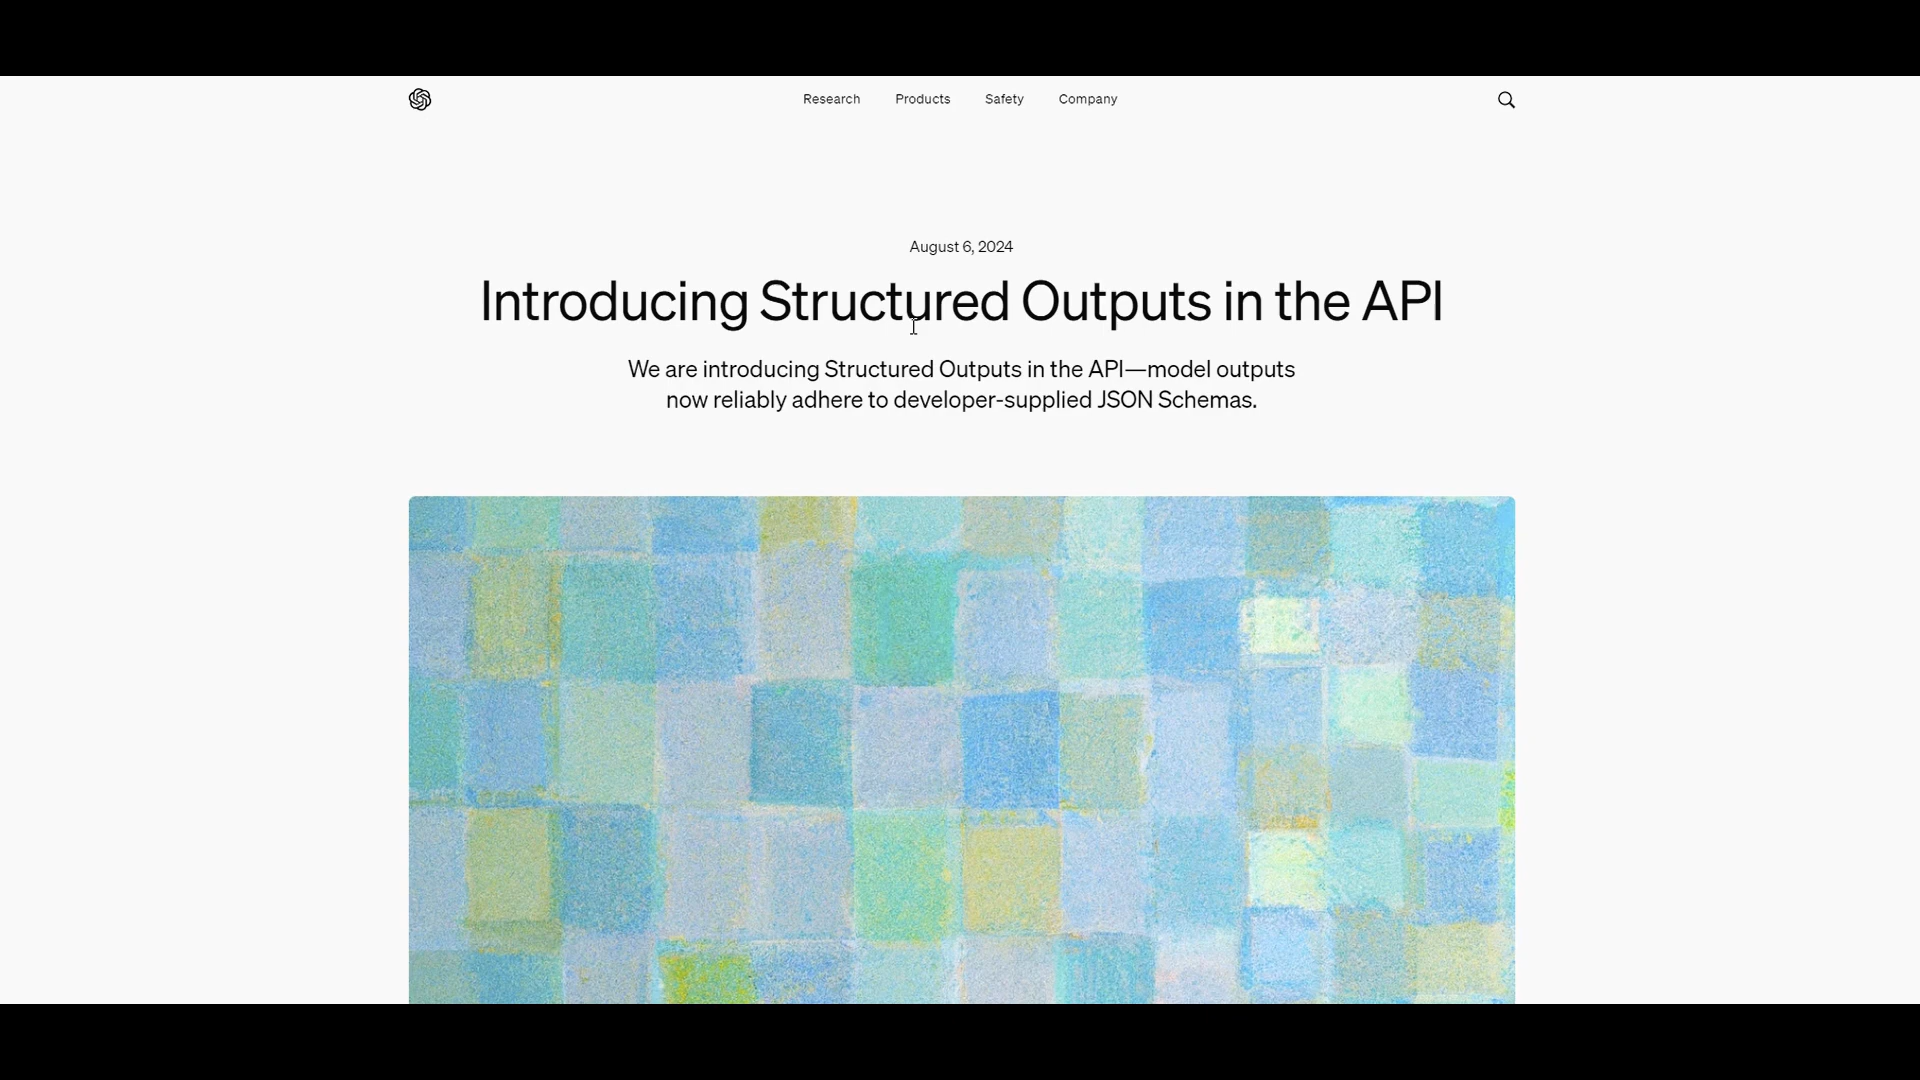 Research Products Safety Company
August 6, 2024
Introducing Structured Outputs in the API
We are introducing Structured Outputs in the API—model outputs
now reliably adhere to developer-supplied JSON Schemas.